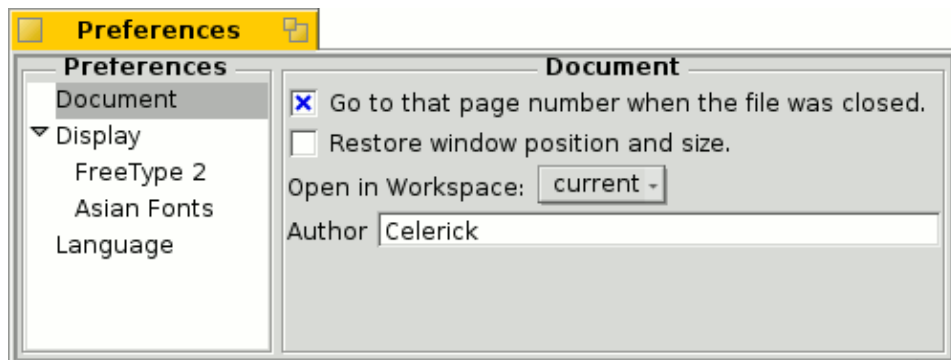 Preferences
Preferences
Document
Display
FreeType 2
Asian Fonts
Language
Document
Go to that page number when the file was closed.
Restore window position and size.
Open in Workspace: current
Author Celerick